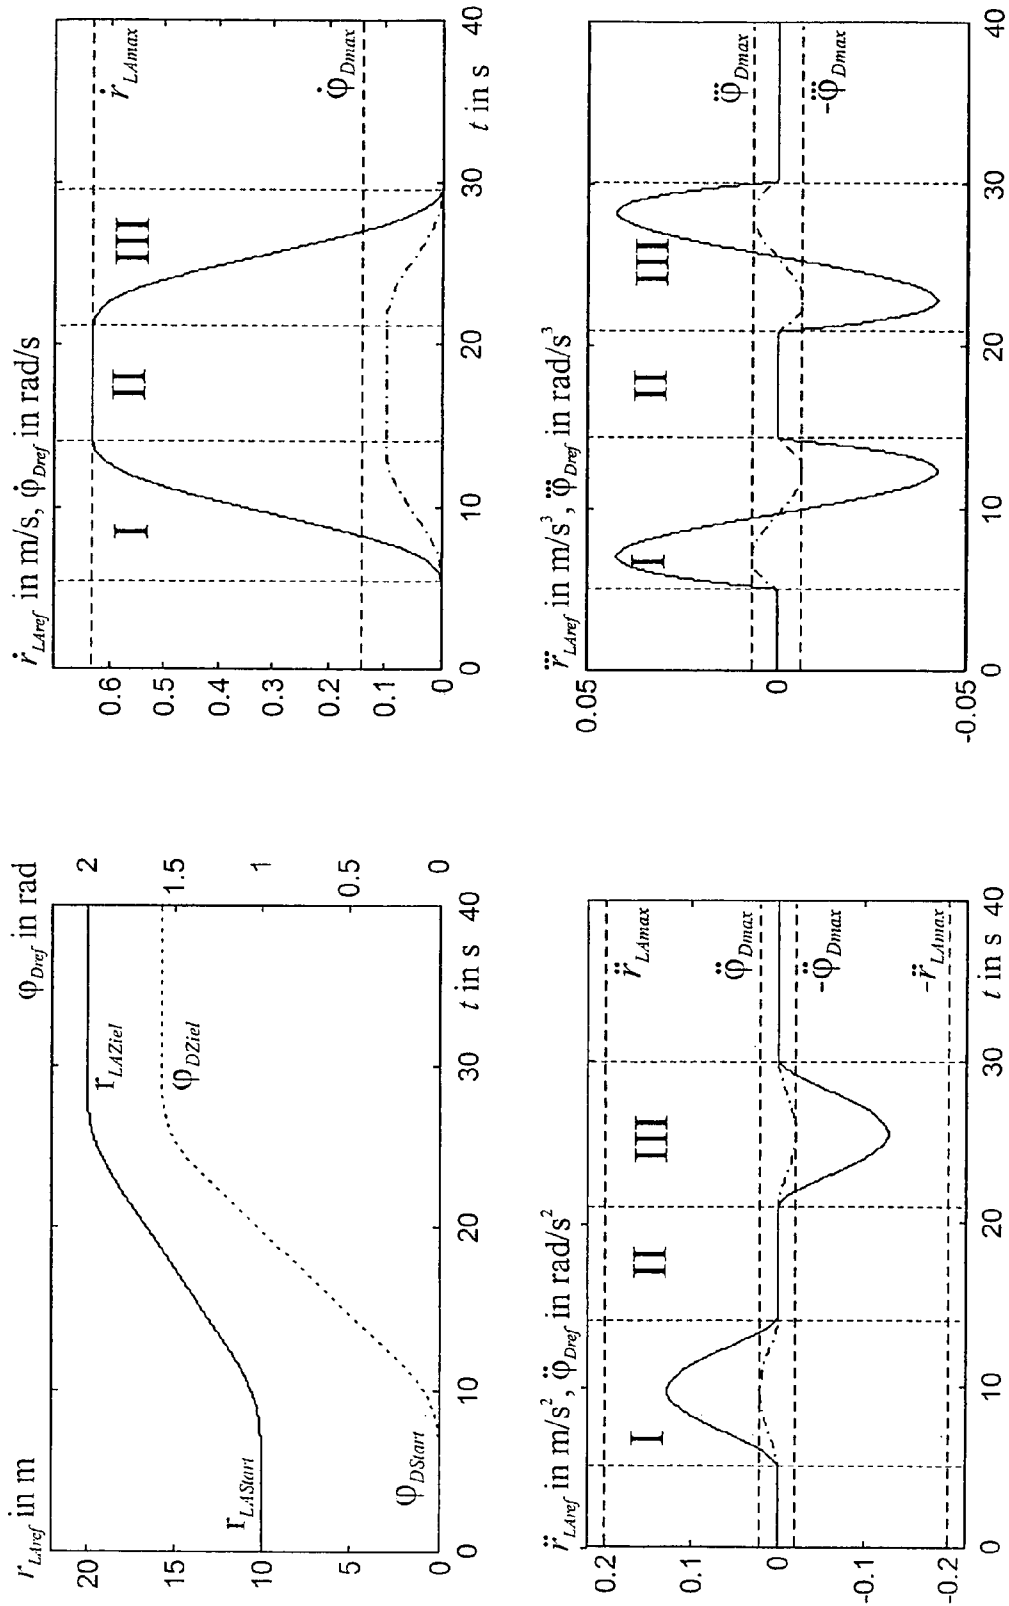 r_LAref in m φ_Dref in rad
20
10
0
2
1.5
1
0.5
0
r_LAStart
φ_DStart
r_LAZiel
φ_DZiel
0 10 20 30 40
t in s
ṙ_LAref in m/s, φ̇_Dref in rad/s
0.6
0.5
0.4
0.3
0.2
0.1
0
I II III
ṙ_LAmax
φ̇_Dmax
0 10 20 30 40
t in s
r̈_LAref in m/s², φ̈_Dref in rad/s²
0.2
0.1
0
-0.1
-0.2
I II III
r̈_LAmax
φ̈_Dmax
-φ̈_Dmax
-r̈_LAmax
0 10 20 30 40
t in s
r⃛_LAref in m/s³, φ⃛_Dref in rad/s³
0.05
0
-0.05
I II III
φ⃛_Dmax
-φ⃛_Dmax
0 10 20 30 40